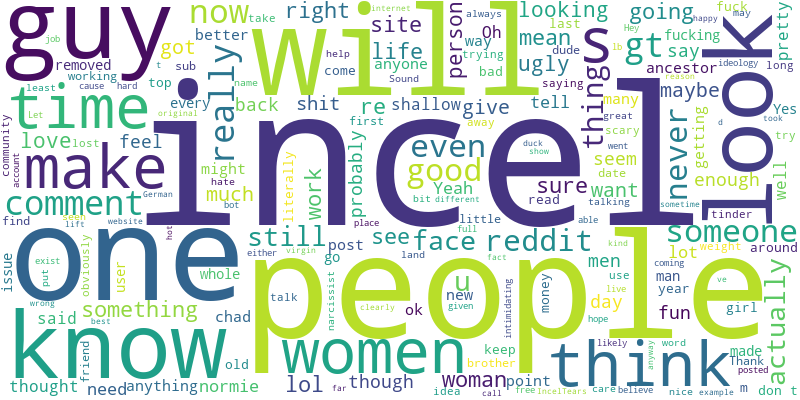 guy
now
take
internet
right
site
life
always
Oh
person
looking
last
dude
mean
going
fucking
say
fuck
may
happy
Hey
pretty
look
job
removed
working
got
sub
better
will
way
anyone
trying
bad
ugly
s
gt
lb
ideology
long
least
cause
hard
t
top
name
come
help
Sound
saying
things
ancestor
Yes
time
Let
original
every
back
shit
re
shallow
give
tell
many
maybe
d
took
try
community
love
lost
feel
really
incel
first
away
great
scary
went
reason
never
getting
make
account
might
hate
literally
probably
even
duck
show
seem
date
enough
well
comment
German
much
bot
work
good
Yeah
bit
different
sure
read
want
talking
tinder
sometime
find
seen
lift
website
hot
place
little
able
someone
one
still
post
see
face
reddit
kind
men
lot
weight
around
issue
exist
put
obviously
user
whole
either
virgin
go
full
land
fact
u
new
given
use
live
man
year
coming
ve
actually
wrong
something
talk
narcissist
clearly
people
intimidating
money
day
hope
girl
know
said
best
chad
women
ok
brother
fun
likely
word
made
Thank
posted
thought
friend
need
anything
normie
old
lol
far
though
idea
keep
call
woman
point
free
IncelTears
think
care
believe
anyway
nice
m
example
don t